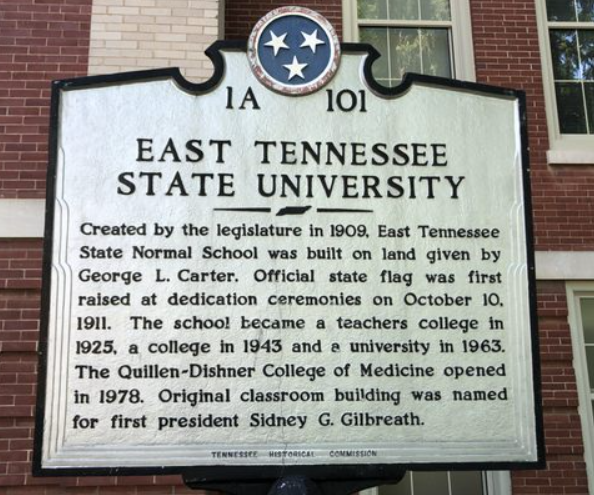 1A 101
EAST TENNESSEE
STATE UNIVERSITY
Created by the legislature in 1909, East Tennessee
State Normal School was built on land given by
George L. Carter. Official state flag was first
raised at dedication ceremonies on October 10,
1911. The school became a teachers college in
1925, a college in 1943 and a university in 1963.
The Quillen-Dishner College of Medicine opened
in 1978. Original classroom building was named
for first president Sidney G. Gilbreath.
TENNESSEE HISTORICAL COMMISSION